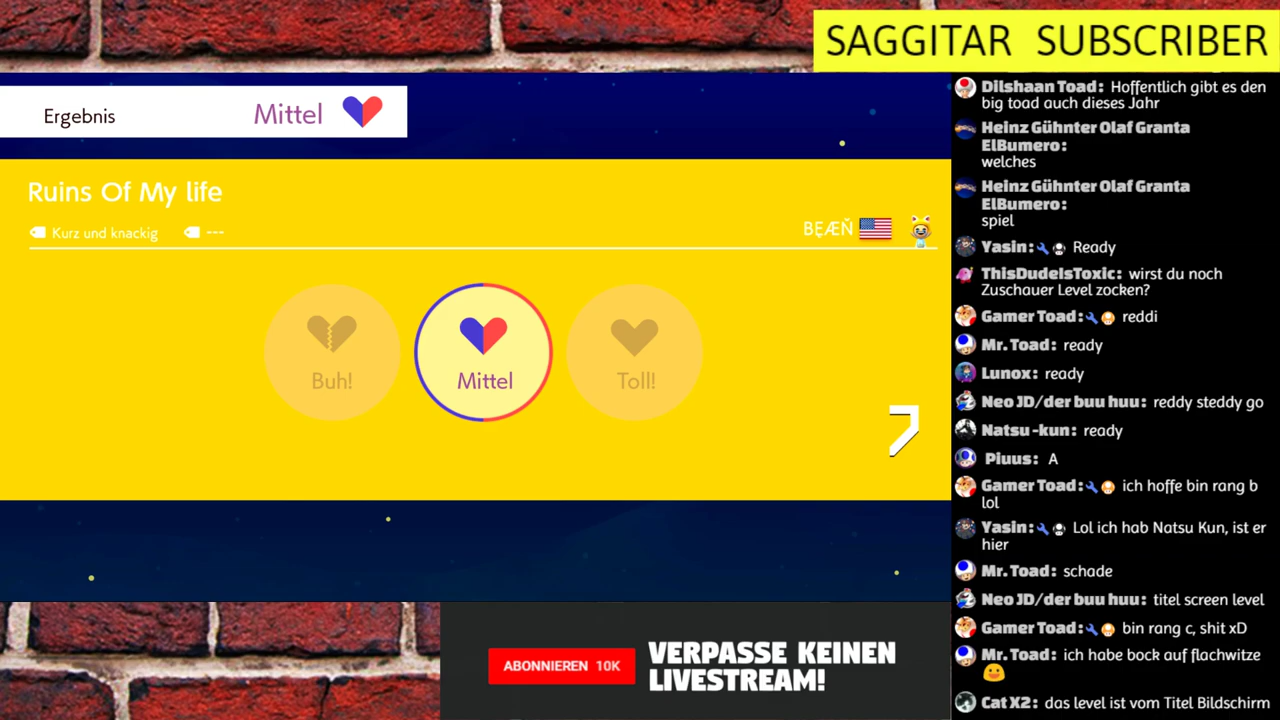 SAGGITAR SUBSCRIBER
Ergebnis
Mittel
Ruins Of My life
Kurz und knackig
---
BĘÆŇ
Buh!
Mittel
Toll!
ABONNIEREN 10K
VERPASSE KEINEN
LIVESTREAM!
Dilshaan Toad: Hoffentlich gibt es den
big toad auch dieses Jahr
Heinz Gühnter Olaf Granta
ElBumero:
welches
Heinz Gühnter Olaf Granta
ElBumero:
spiel
Yasin: Ready
ThisDudeIsToxic: wirst du noch
Zuschauer Level zocken?
Gamer Toad: reddi
Mr. Toad: ready
Lunox: ready
Neo JD/der buu huu: reddy steddy go
Natsu-kun: ready
Piuus: A
Gamer Toad: ich hoffe bin rang b
lol
Yasin: Lol ich hab Natsu Kun, ist er
hier
Mr. Toad: schade
Neo JD/der buu huu: titel screen level
Gamer Toad: bin rang c, shit xD
Mr. Toad: ich habe bock auf flachwitze
Cat X2: das level ist vom Titel Bildschirm